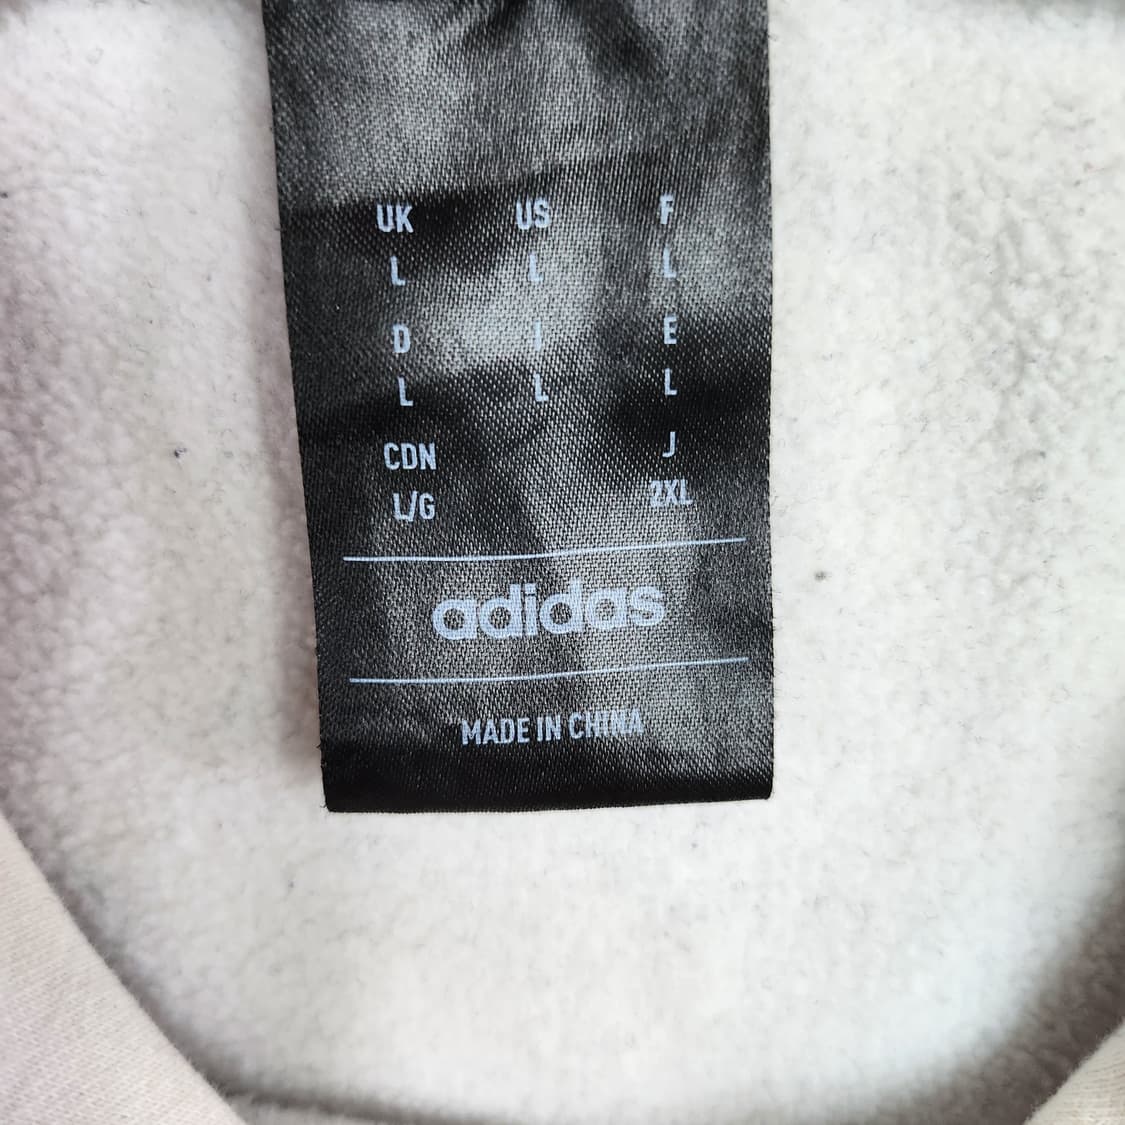 UK US F
L L L
D I E
L L L
CDN J
L/G 2XL
adidas
MADE IN CHINA